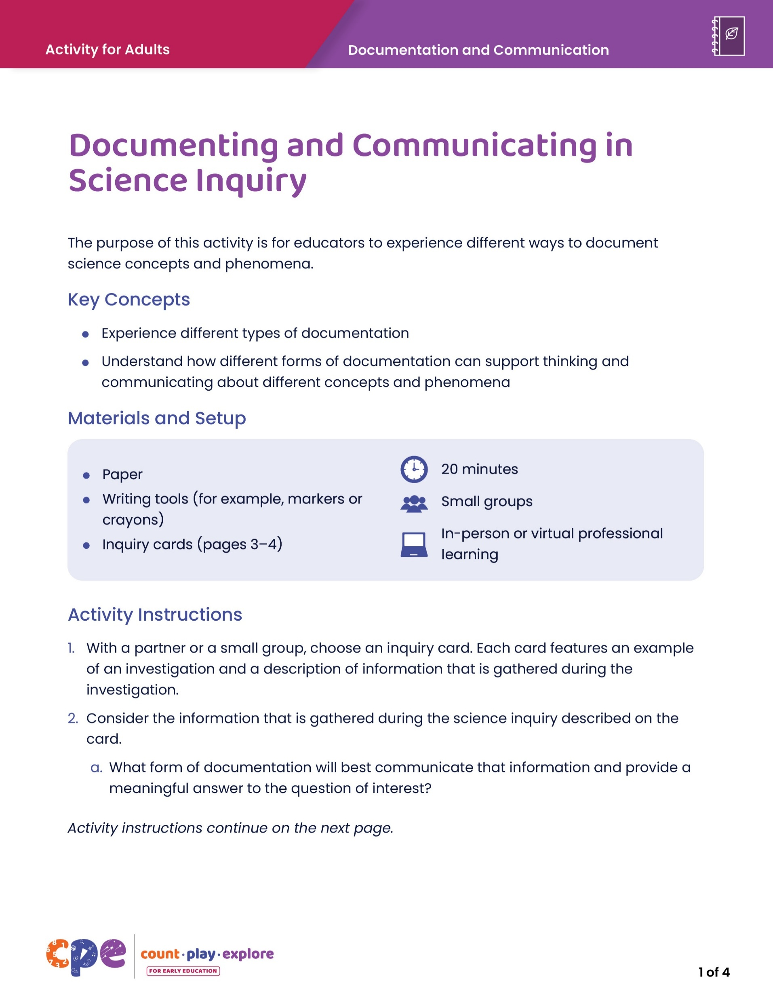 Activity for Adults
Documentation and Communication
Documenting and Communicating in
Science Inquiry
The purpose of this activity is for educators to experience different ways to document
science concepts and phenomena.
Key Concepts
• Experience different types of documentation
• Understand how different forms of documentation can support thinking and
communicating about different concepts and phenomena
Materials and Setup
• Paper
• Writing tools (for example, markers or
crayons)
• Inquiry cards (pages 3–4)
20 minutes
Small groups
In-person or virtual professional
learning
Activity Instructions
1. With a partner or a small group, choose an inquiry card. Each card features an example
of an investigation and a description of information that is gathered during the
investigation.
2. Consider the information that is gathered during the science inquiry described on the
card.
a. What form of documentation will best communicate that information and provide a
meaningful answer to the question of interest?
Activity instructions continue on the next page.
cpe
count·play·explore
FOR EARLY EDUCATION
1 of 4